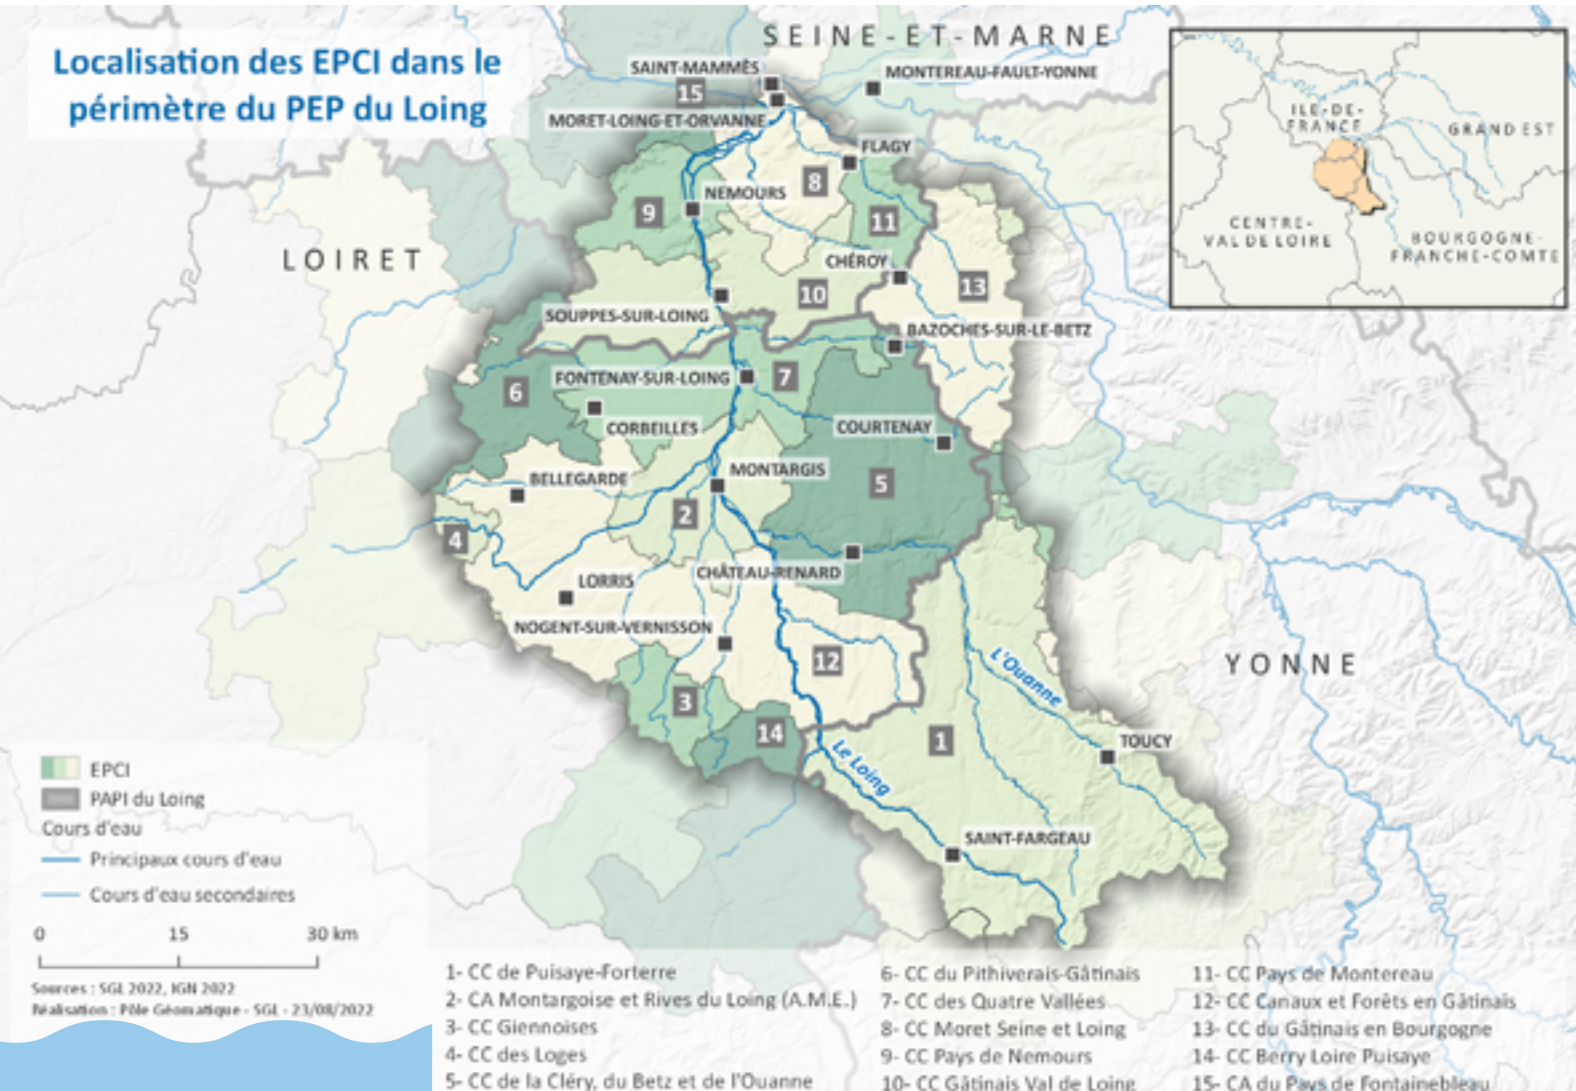 Localisation des EPCI dans le
périmètre du PEP du Loing
SEINE-ET-MARNE
SAINT-MAMMÈS
MONTEREAU-FAULT-YONNE
15
MORET-LOING-ET-ORVANNE
FLAGY
8
NEMOURS
9
11
CHÉROY
13
10
SOUPPES-SUR-LOING
BAZOCHES-SUR-LE-BETZ
LOIRET
ILE-DE-
FRANCE
GRAND EST
CENTRE-
VAL DE LOIRE
BOURGOGNE-
FRANCHE-COMTE
FONTENAY-SUR-LOING
7
6
CORBEILLES
COURTENAY
BELLEGARDE
MONTARGIS
5
2
4
CHÂTEAU-RENARD
LORRIS
NOGENT-SUR-VERNISSON
12
L'Ouanne
YONNE
3
14
1
TOUCY
Le Loing
SAINT-FARGEAU
EPCI
PAPI du Loing
Cours d'eau
Principaux cours d'eau
Cours d'eau secondaires
0 15 30 km
Sources : SGL 2022, IGN 2022
Réalisation : Pôle Géomatique - SGL - 23/08/2022
1- CC de Puisaye-Forterre
2- CA Montargoise et Rives du Loing (A.M.E.)
3- CC Giennoises
4- CC des Loges
5- CC de la Cléry, du Betz et de l'Ouanne
6- CC du Pithiverais-Gâtinais
7- CC des Quatre Vallées
8- CC Moret Seine et Loing
9- CC Pays de Nemours
10- CC Gâtinais Val de Loing
11- CC Pays de Montereau
12- CC Canaux et Forêts en Gâtinais
13- CC du Gâtinais en Bourgogne
14- CC Berry Loire Puisaye
15- CA du Pays de Fontainebleau